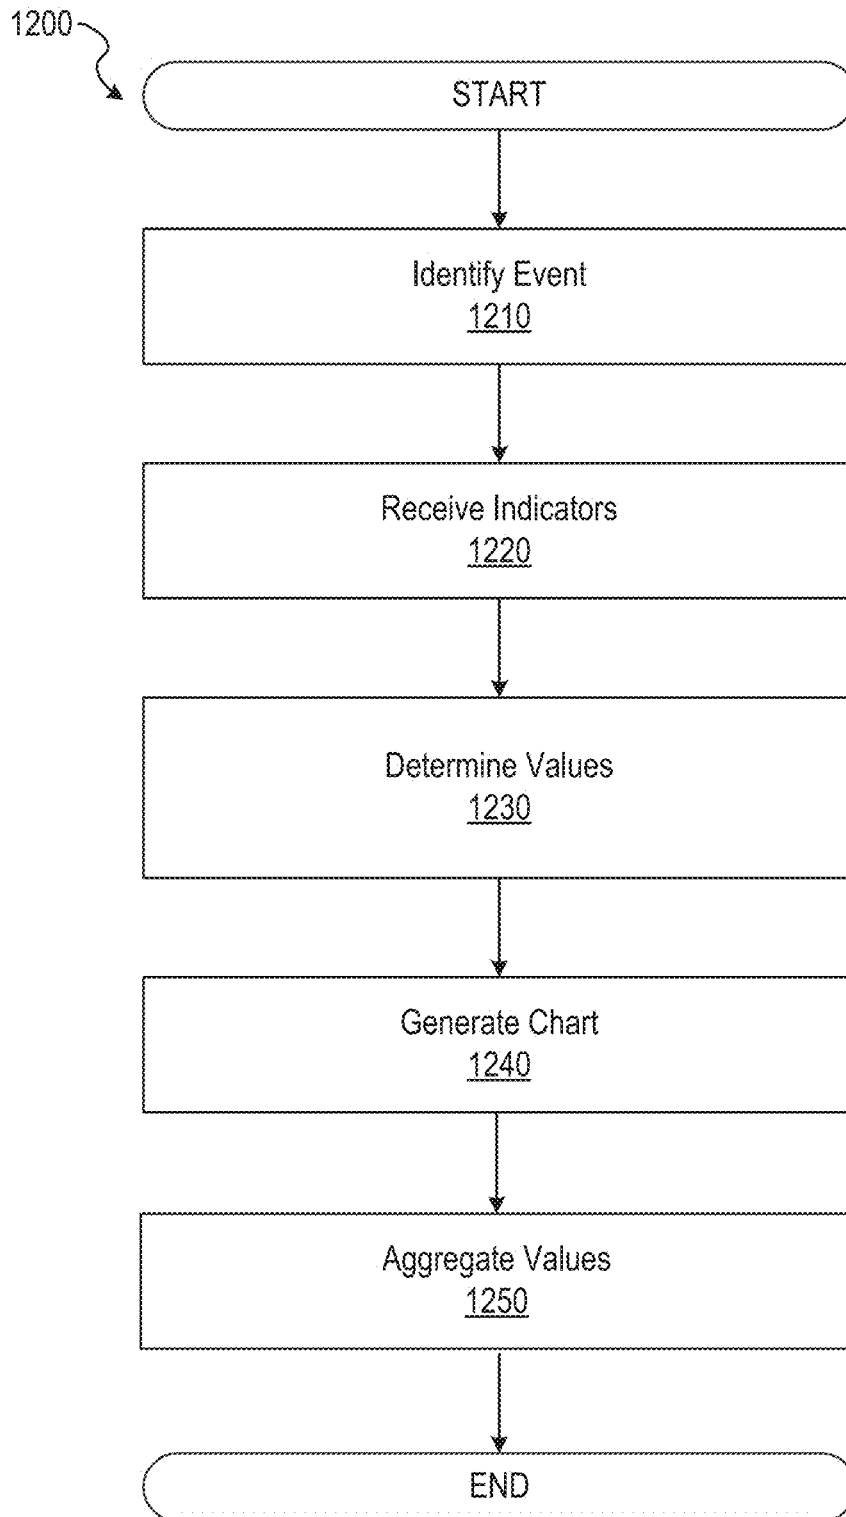 1200
START
Identify Event
1210
Receive Indicators
1220
Determine Values
1230
Generate Chart
1240
Aggregate Values
1250
END